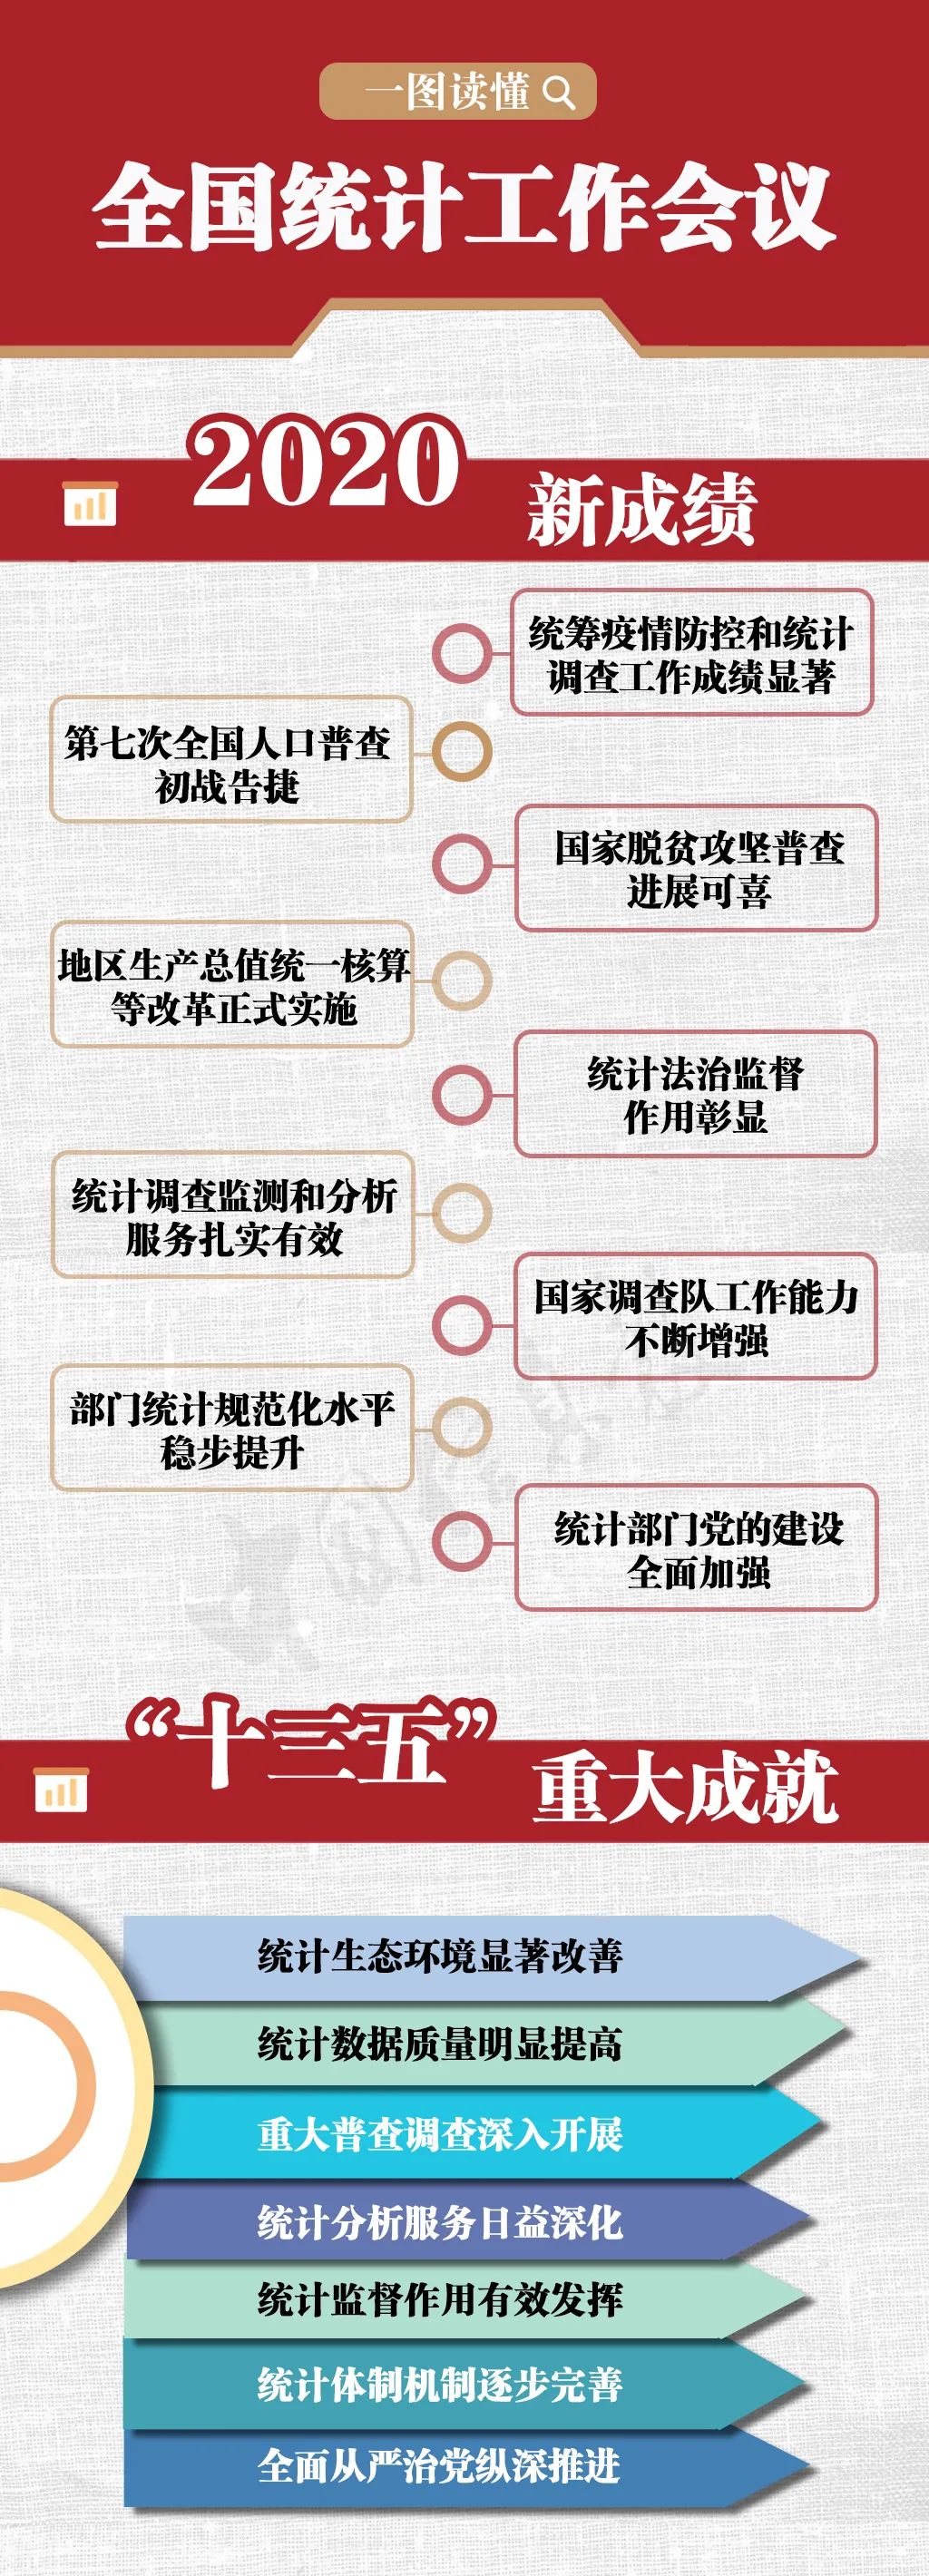 一图读懂
全国统计工作会议
2020
新成绩
统筹疫情防控和统计
调查工作成绩显著
第七次全国人口普查
初战告捷
国家脱贫攻坚普查
进展可喜
地区生产总值统一核算
等改革正式实施
统计法治监督
作用彰显
统计调查监测和分析
服务扎实有效
国家调查队工作能力
不断增强
部门统计规范化水平
稳步提升
统计部门党的建设
全面加强
“十三五”
重大成就
统计生态环境显著改善
统计数据质量明显提高
重大普查调查深入开展
统计分析服务日益深化
统计监督作用有效发挥
统计体制机制逐步完善
全面从严治党纵深推进